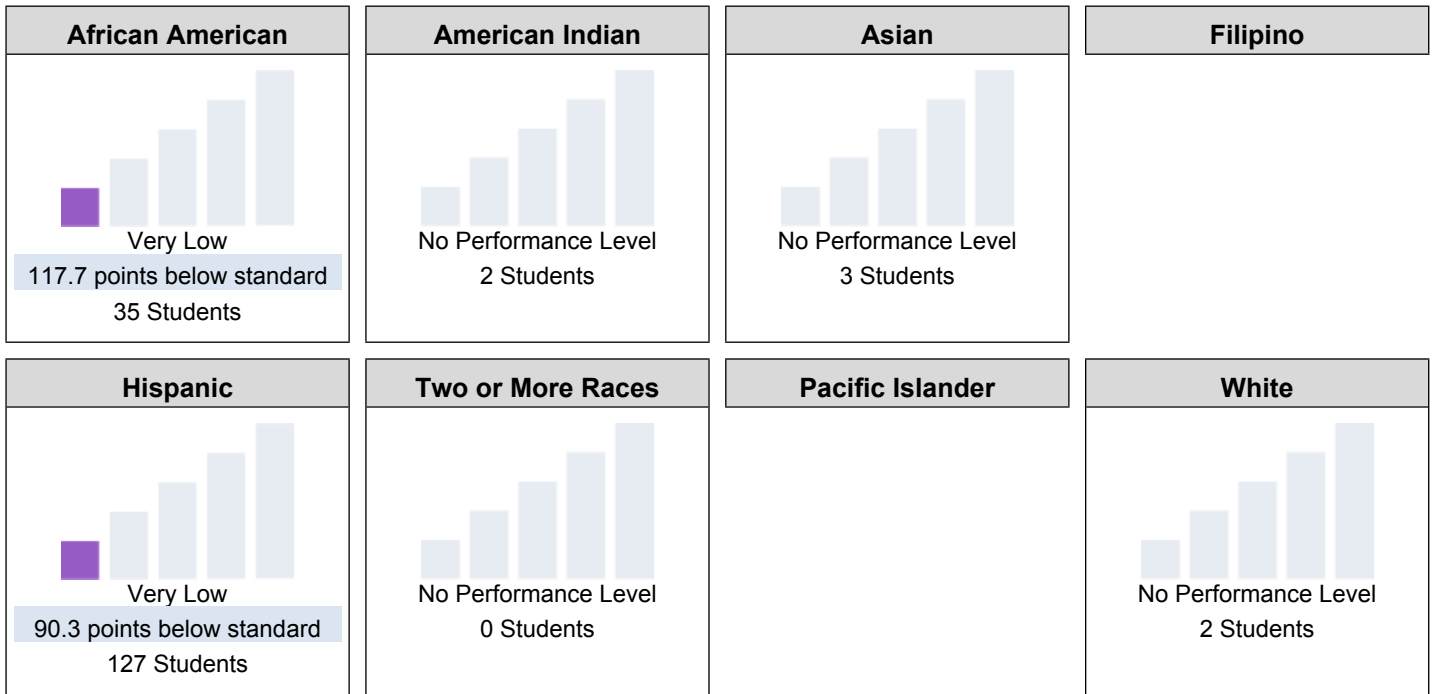 African American
Very Low
117.7 points below standard
35 Students
American Indian
No Performance Level
2 Students
Asian
No Performance Level
3 Students
Filipino
Hispanic
Very Low
90.3 points below standard
127 Students
Two or More Races
No Performance Level
0 Students
Pacific Islander
White
No Performance Level
2 Students